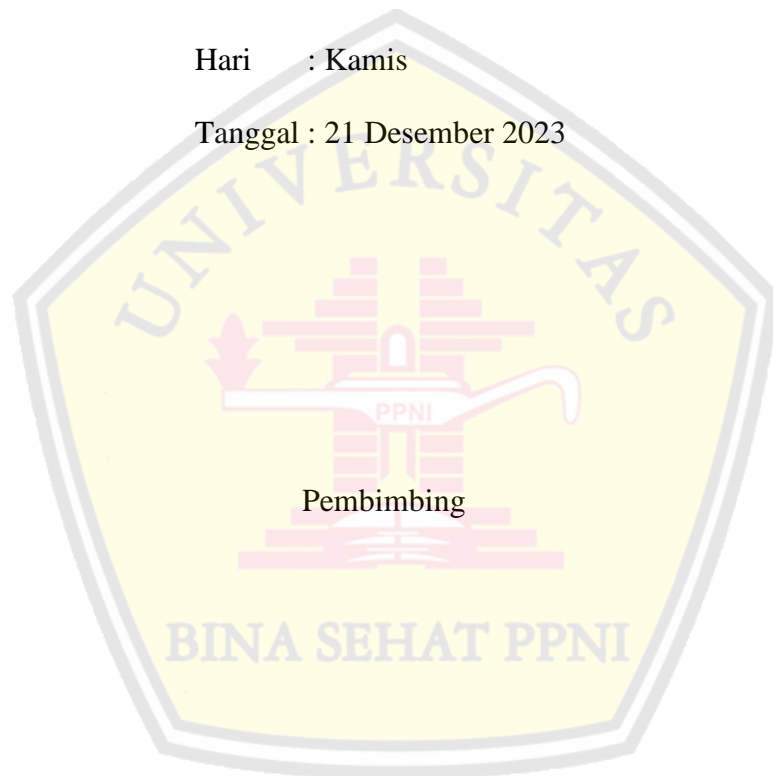 Hari : Kamis
Tanggal : 21 Desember 2023
UNIVERSITAS
PPNI
Pembimbing
BINA SEHAT PPNI